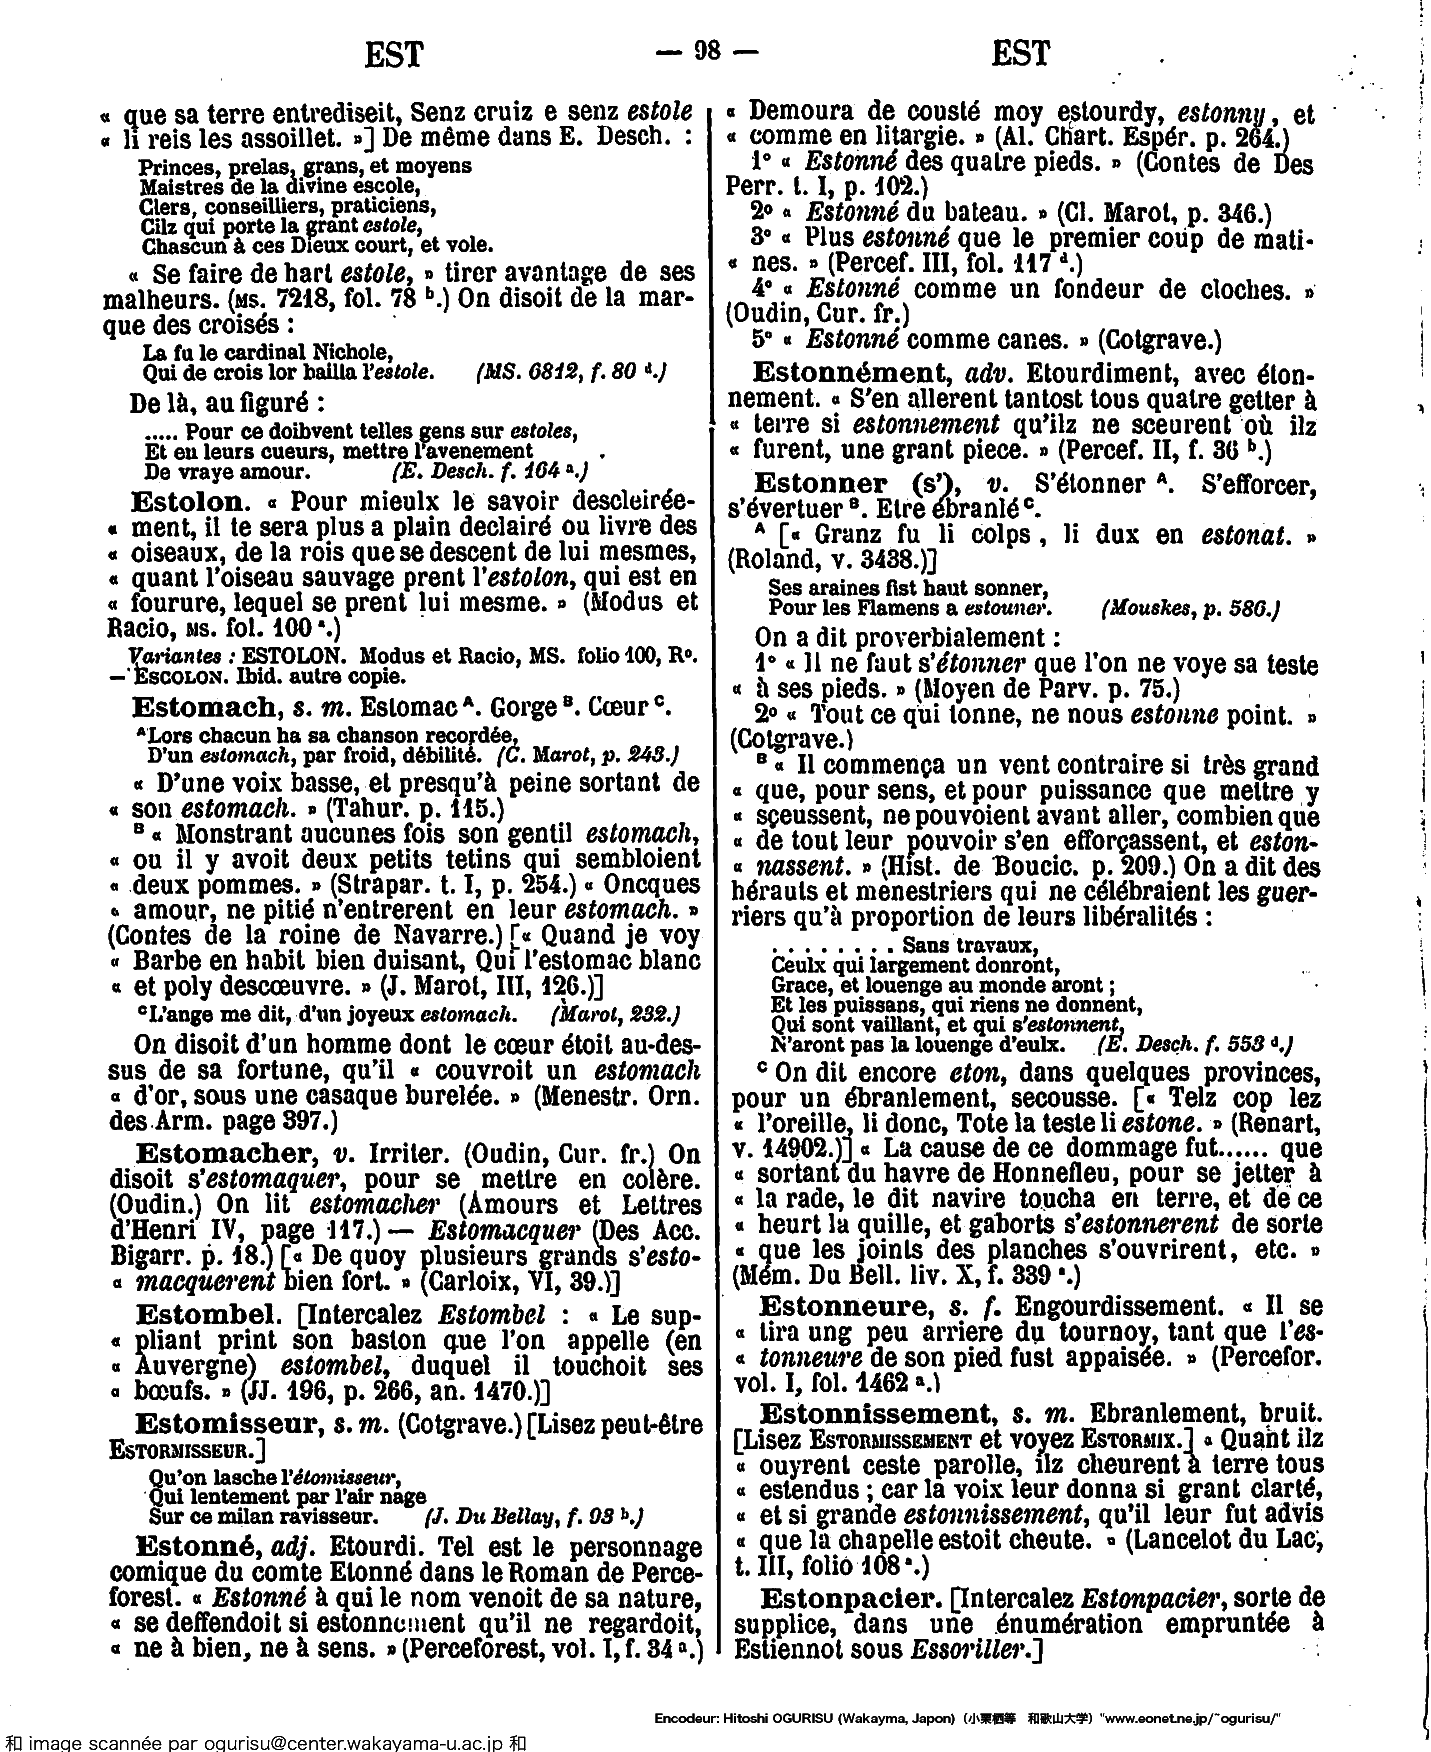 EST — 98 — EST
« que sa terre entrediseit, Senz cruiz e senz estole
« li reis les assoillet. »] De même dans E. Desch. :
Princes, prelas, grans, et moyens
Maistres de la divine escole,
Clers, conseilliers, praticiens,
Cilz qui porte la grant estole,
Chascun à ces Dieux court, et vole.
« Se faire de hart estole, » tirer avantage de ses
malheurs. (MS. 7218, fol. 78 b.) On disoit de la mar-
que des croisés :
La fu le cardinal Nichole,
Qui de crois lor bailla l'estole. (MS. 6812, f. 80 d.)
De là, au figuré :
..... Pour ce doibvent telles gens sur estoles,
Et en leurs cueurs, mettre l'avenement
De vraye amour. (E. Desch. f. 164 a.)
Estolon. « Pour mieulx le savoir descleirée-
« ment, il te sera plus a plain declairé ou livre des
« oiseaux, de la rois que se descent de lui mesmes,
« quant l'oiseau sauvage prent l'estolon, qui est en
« fourure, lequel se prent lui mesme. » (Modus et
Racio, MS. fol. 100 a.)
Variantes : ESTOLON. Modus et Racio, MS. folio 100, Ro.
— ESCOLON. Ibid. autre copie.
Estomach, s. m. Estomac A. Gorge B. Cœur C.
A Lors chacun ha sa chanson recordée,
D'un estomach, par froid, débilité. (C. Marot, p. 243.)
« D'une voix basse, et presqu'à peine sortant de
« son estomach. » (Tahur. p. 115.)
B « Monstrant aucunes fois son gentil estomach,
« ou il y avoit deux petits tetins qui sembloient
« deux pommes. » (Strapar. t. I, p. 254.) « Oncques
« amour, ne pitié n'entrerent en leur estomach. »
(Contes de la roine de Navarre.) [« Quand je voy
« Barbe en habit bien duisant, Qui l'estomac blanc
« et poly descœuvre. » (J. Marot, III, 126.)]
C L'ange me dit, d'un joyeux estomach. (Marot, 232.)
On disoit d'un homme dont le cœur étoit au-des-
sus de sa fortune, qu'il « couvroit un estomach
« d'or, sous une casaque burelée. » (Menestr. Orn.
des Arm. page 397.)
Estomacher, v. Irriter. (Oudin, Cur. fr.) On
disoit s'estomaquer, pour se mettre en colère.
(Oudin.) On lit estomacher (Amours et Lettres
d'Henri IV, page 117.) — Estomacquer (Des Acc.
Bigarr. p. 18.) [« De quoy plusieurs grands s'esto-
« macquerent bien fort. » (Carloix, VI, 39.)]
Estombel. [Intercalez Estombel : « Le sup-
« pliant print son baston que l'on appelle (en
« Auvergne) estombel, duquel il touchoit ses
« bœufs. » (JJ. 196, p. 266, an. 1470.)]
Estomisseur, s. m. (Cotgrave.) [Lisez peut-être
ESTORMISSEUR.]
Qu'on lasche l'étomisseur,
Qui lentement par l'air nage
Sur ce milan ravisseur. (J. Du Bellay, f. 93 b.)
Estonné, adj. Etourdi. Tel est le personnage
comique du comte Etonné dans le Roman de Perce-
forest. « Estonné à qui le nom venoit de sa nature,
« se deffendoit si estonnement qu'il ne regardoit,
« ne à bien, ne à sens. » (Perceforest, vol. I, f. 34 a.)
« Demoura de cousté moy estourdy, estonny, et
« comme en litargie. » (Al. Chart. Espér. p. 264.)
1° « Estonné des quatre pieds. » (Contes de Des
Perr. t. I, p. 102.)
2° « Estonné du bateau. » (Cl. Marot, p. 346.)
3° « Plus estonné que le premier coup de mati-
« nes. » (Percef. III, fol. 117 d.)
4° « Estonné comme un fondeur de cloches. »
(Oudin, Cur. fr.)
5° « Estonné comme canes. » (Cotgrave.)
Estonnément, adv. Etourdiment, avec éton-
nement. « S'en allerent tantost tous quatre getter à
« terre si estonnement qu'ilz ne sceurent où ilz
« furent, une grant piece. » (Percef. II, f. 36 b.)
Estonner (s'), v. S'étonner A. S'efforcer,
s'évertuer B. Etre ébranlé C.
A [« Granz fu li colps, li dux en estonat. »
(Roland, v. 3438.)]
Ses araines fist haut sonner,
Pour les Flamens a estouner. (Mouskes, p. 586.)
On a dit proverbialement :
1° « Il ne faut s'étonner que l'on ne voye sa teste
« à ses pieds. » (Moyen de Parv. p. 75.)
2° « Tout ce qui tonne, ne nous estonne point. »
(Cotgrave.)
B « Il commença un vent contraire si très grand
« que, pour sens, et pour puissance que mettre y
« sçeussent, ne pouvoient avant aller, combien que
« de tout leur pouvoir s'en efforçassent, et eston-
« nassent. » (Hist. de Boucic. p. 209.) On a dit des
hérauts et menestriers qui ne célébraient les guer-
riers qu'à proportion de leurs libéralités :
. . . . . . . . Sans travaux,
Ceulx qui largement donront,
Grace, et louenge au monde aront ;
Et les puissans, qui riens ne donnent,
Qui sont vaillant, et qui s'estonnent,
N'aront pas la louenge d'eulx. (E. Desch. f. 553 d.)
C On dit encore eton, dans quelques provinces,
pour un ébranlement, secousse. [« Telz cop lez
« l'oreille, li donc, Tote la teste li estone. » (Renart,
v. 14902.)] « La cause de ce dommage fut...... que
« sortant du havre de Honnefleu, pour se jetter à
« la rade, le dit navire toucha en terre, et de ce
« heurt la quille, et gaborts s'estonnerent de sorte
« que les joints des planches s'ouvrirent, etc. »
(Mém. Du Bell. liv. X, f. 339 a.)
Estonneure, s. f. Engourdissement. « Il se
« tira ung peu arriere du tournoy, tant que l'es-
« tonneure de son pied fust appaisée. » (Percefor.
vol. I, fol. 1462 a.)
Estonnissement, s. m. Ebranlement, bruit.
[Lisez ESTORMISSEMENT et voyez ESTORMIX.] « Quant ilz
« ouyrent ceste parolle, ilz cheurent à terre tous
« estendus ; car la voix leur donna si grant clarté,
« et si grande estonnissement, qu'il leur fut advis
« que la chapelle estoit cheute. » (Lancelot du Lac,
t. III, folio 108 a.)
Estonpacier. [Intercalez Estonpacier, sorte de
supplice, dans une énumération empruntée à
Estiennot sous Essoriller.]
Encodeur: Hitoshi OGURISU (Wakayma, Japon) (小栗栖等 和歌山大学) "www.eonet.ne.jp/~ogurisu/"
和 image scannée par ogurisu@center.wakayama-u.ac.jp 和